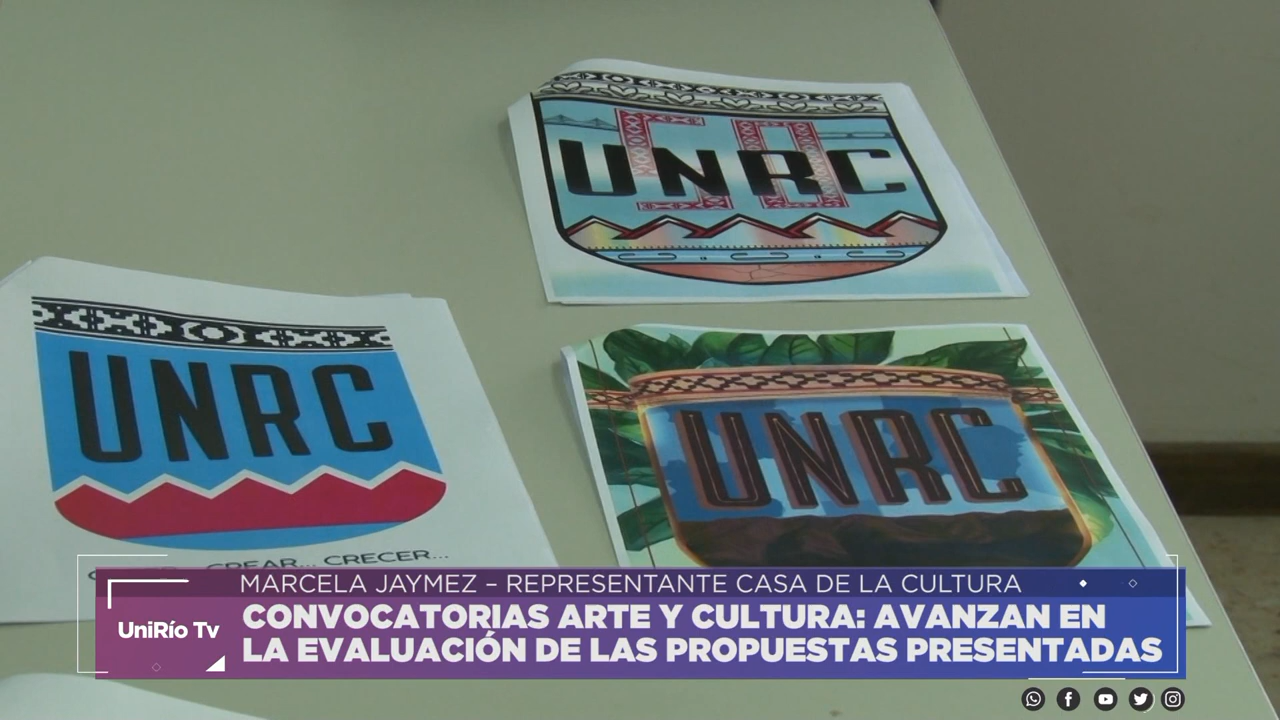 50
UNRC
UNRC
UNRC
CREAR... CRECER...
MARCELA JAYMEZ – REPRESENTANTE CASA DE LA CULTURA
UniRío Tv
CONVOCATORIAS ARTE Y CULTURA: AVANZAN EN
LA EVALUACIÓN DE LAS PROPUESTAS PRESENTADAS